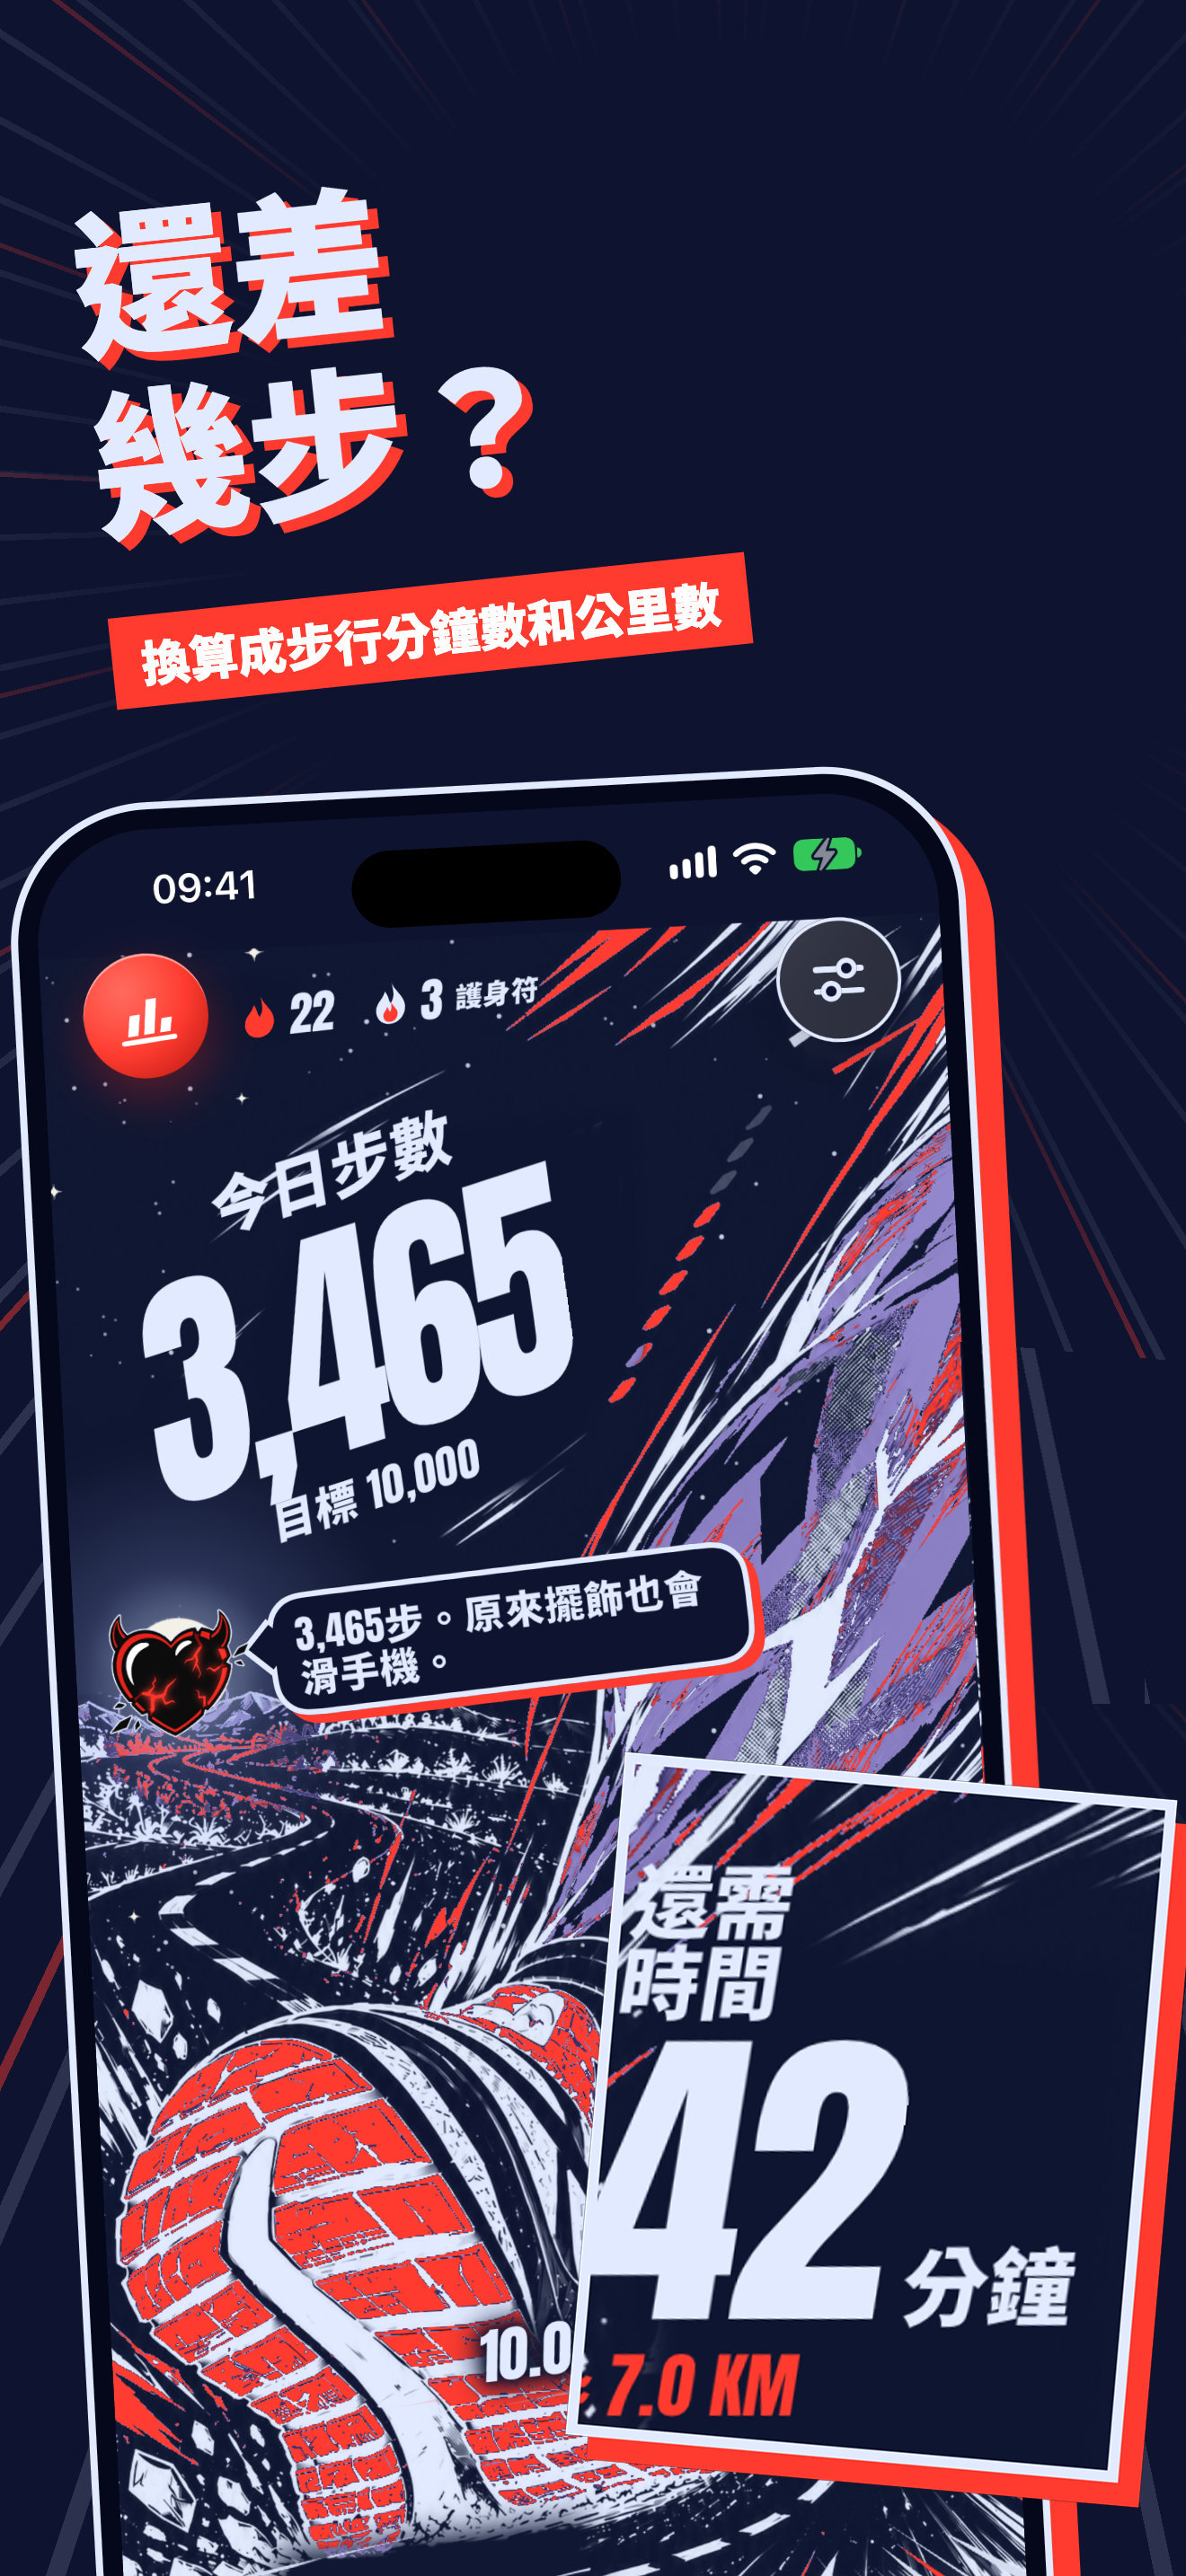 還差
幾步？
換算成步行分鐘數和公里數
09:41
22
3 護身符
今日步數
3,465
目標 10,000
3,465步。原來擺飾也會
滑手機。
還需
時間
42 分鐘
7.0 KM
10.0